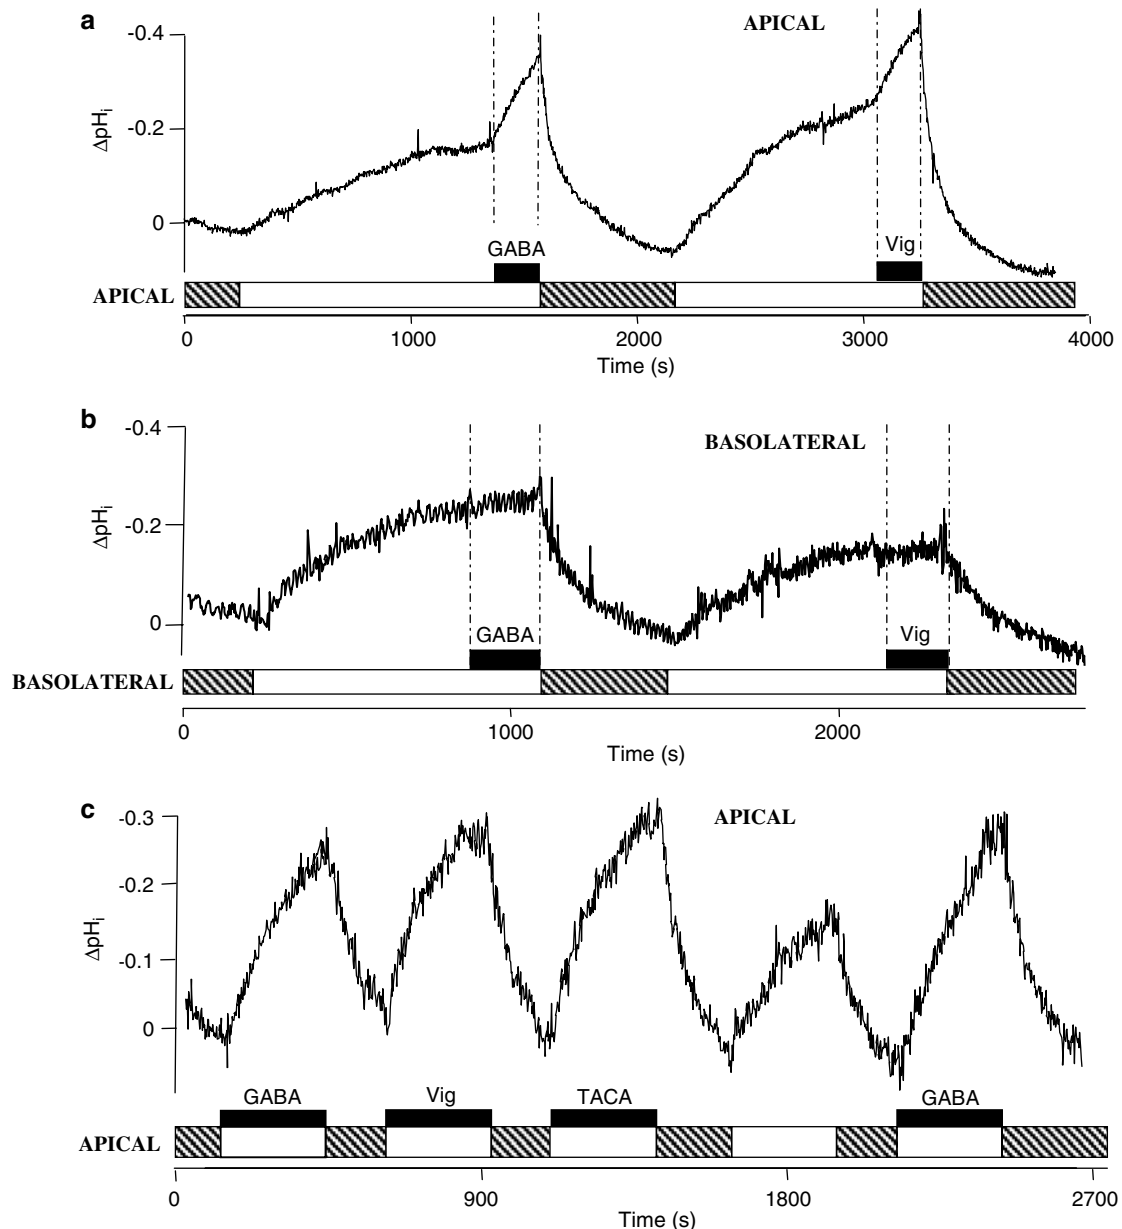 a
APICAL
-0.4
-0.2
0
ΔpHi
GABA
Vig
APICAL
0 1000 2000 3000 4000
Time (s)
b
BASOLATERAL
-0.4
-0.2
0
ΔpHi
GABA
Vig
BASOLATERAL
0 1000 2000
Time (s)
c
APICAL
-0.3
-0.2
-0.1
0
ΔpHi
GABA Vig TACA GABA
APICAL
0 900 1800 2700
Time (s)